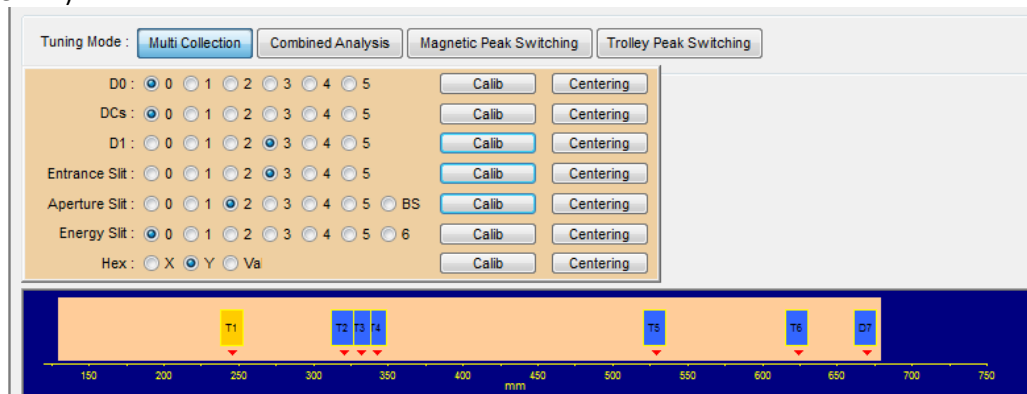 Tuning Mode : Multi Collection Combined Analysis Magnetic Peak Switching Trolley Peak Switching
D0 : 0 1 2 3 4 5 Calib Centering
DCs : 0 1 2 3 4 5 Calib Centering
D1 : 0 1 2 3 4 5 Calib Centering
Entrance Slit : 0 1 2 3 4 5 Calib Centering
Aperture Slit : 0 1 2 3 4 5 BS Calib Centering
Energy Slit : 0 1 2 3 4 5 6 Calib Centering
Hex : X Y Va Calib Centering
T1 T2 T3 T4 T5 T6 D7
150 200 250 300 350 400 450 500 550 600 650 700 750
mm